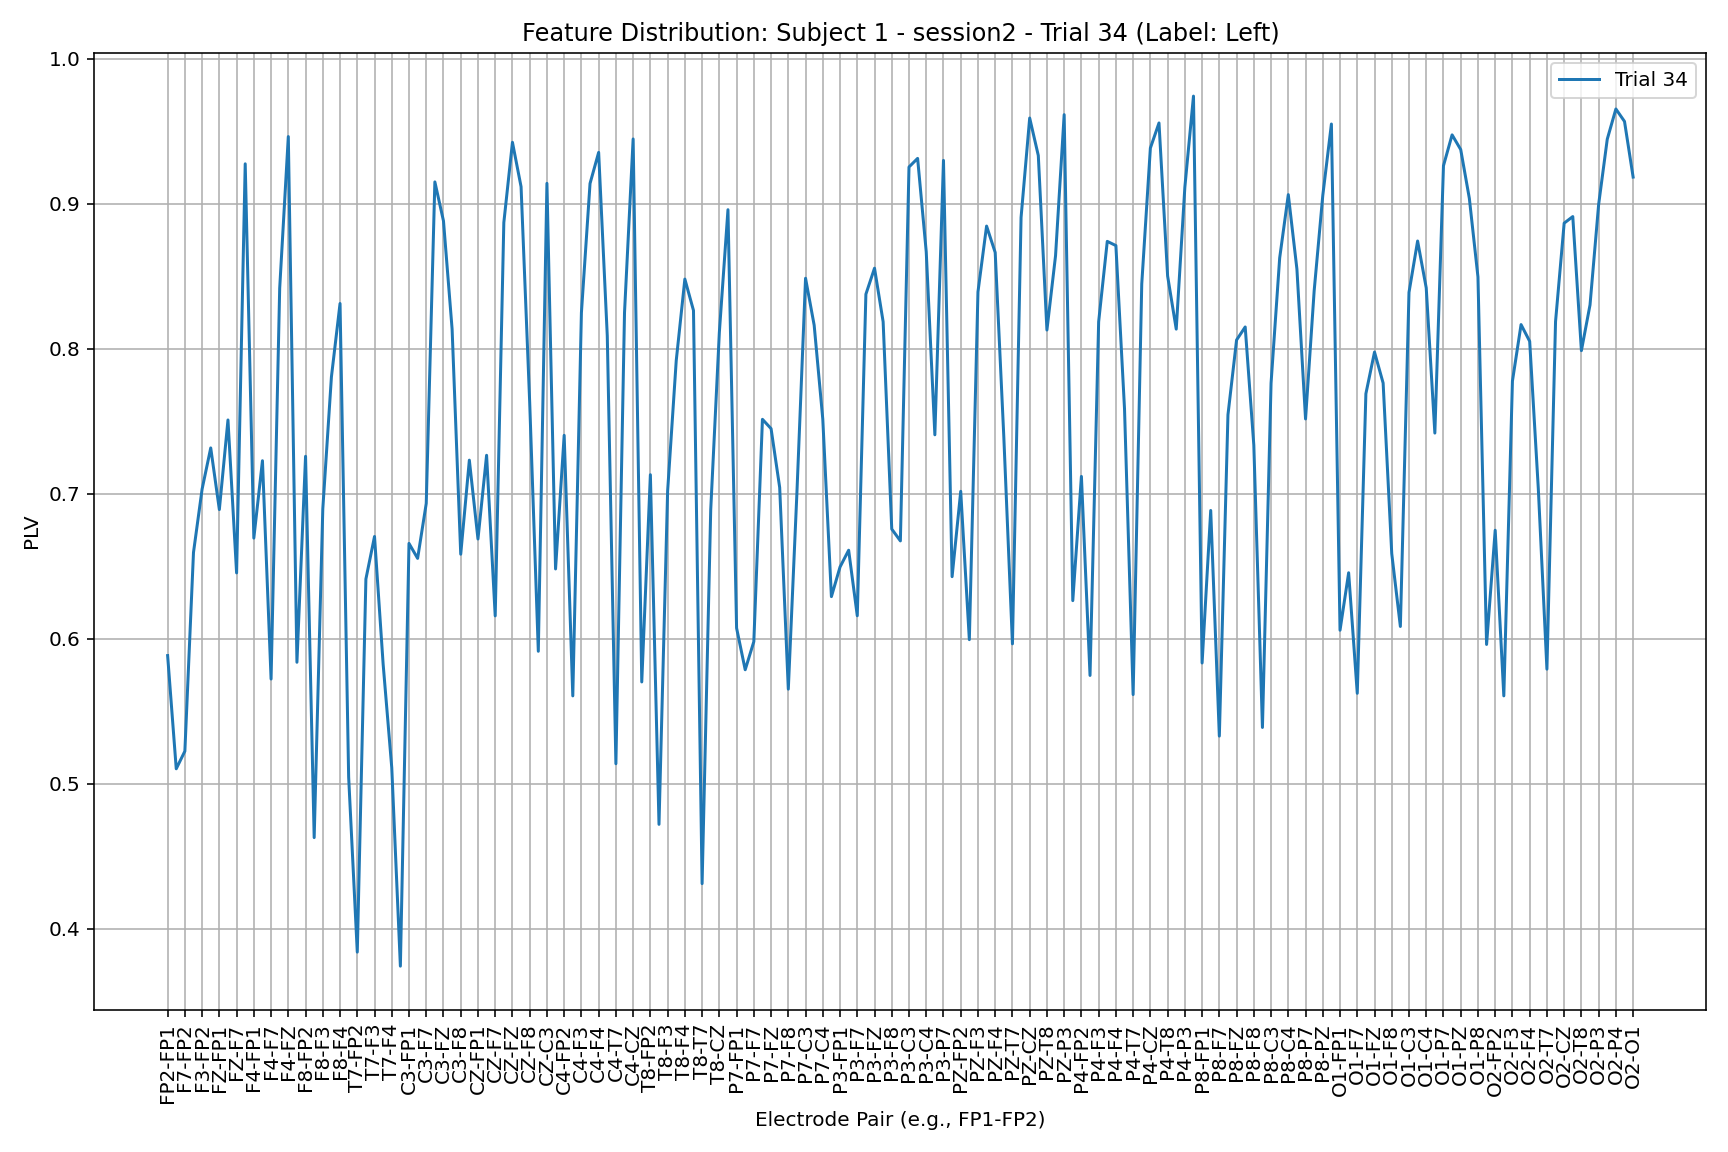 Feature Distribution: Subject 1 - session2 - Trial 34 (Label: Left)
Trial 34
PLV
1.0
0.9
0.8
0.7
0.6
0.5
0.4
FP2-FP1
F7-FP2
F3-FP2
FZ-FP1
FZ-F7
F4-FP1
F4-F7
F4-FZ
F8-FP2
F8-F3
F8-F4
T7-FP2
T7-F3
T7-F4
C3-FP1
C3-F7
C3-FZ
C3-F8
CZ-FP1
CZ-F7
CZ-FZ
CZ-F8
CZ-C3
C4-FP2
C4-F3
C4-F4
C4-T7
C4-CZ
T8-FP2
T8-F3
T8-F4
T8-T7
T8-CZ
P7-FP1
P7-F7
P7-FZ
P7-F8
P7-C3
P7-C4
P3-FP1
P3-F7
P3-FZ
P3-F8
P3-C3
P3-C4
P3-P7
PZ-FP2
PZ-F3
PZ-F4
PZ-T7
PZ-CZ
PZ-T8
PZ-P3
P4-FP2
P4-F3
P4-F4
P4-T7
P4-CZ
P4-T8
P4-P3
P8-FP1
P8-F7
P8-FZ
P8-F8
P8-C3
P8-C4
P8-P7
P8-PZ
O1-FP1
O1-F7
O1-FZ
O1-F8
O1-C3
O1-C4
O1-P7
O1-PZ
O1-P8
O2-FP2
O2-F3
O2-F4
O2-T7
O2-CZ
O2-T8
O2-P3
O2-P4
O2-O1
Electrode Pair (e.g., FP1-FP2)